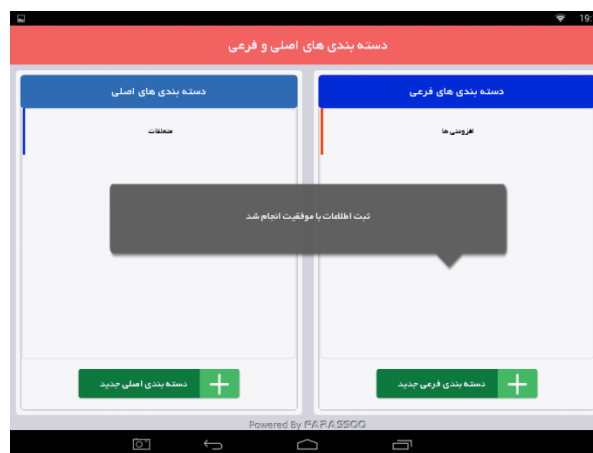 19:
دسته بندی های اصلی و فرعی
دسته بندی های فرعی
افزودنی ها
دسته بندی های اصلی
متعلقات
ثبت اطلاعات با موفقیت انجام شد
دسته بندی فرعی جدید
دسته بندی اصلی جدید
Powered By FARASSOO